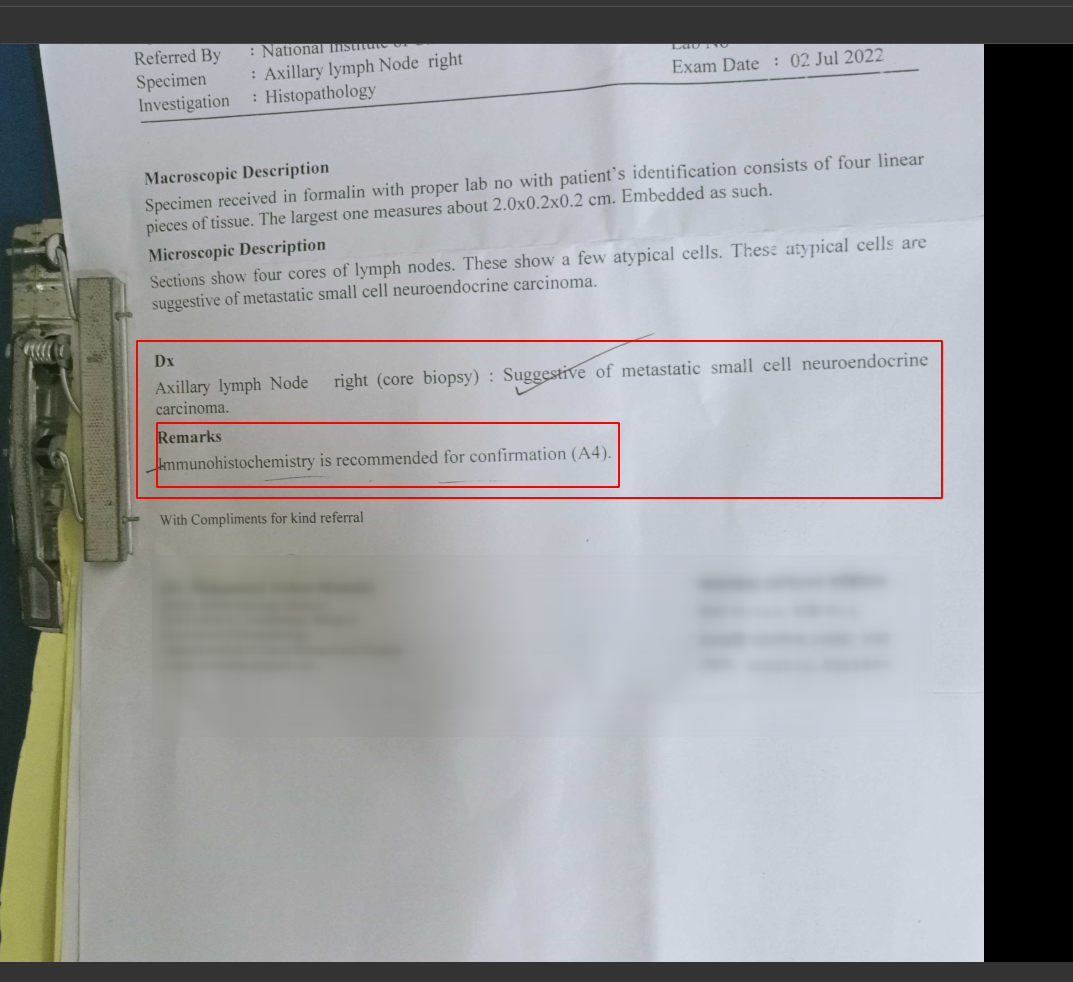 Referred By : National Institute of
Lab No
Specimen : Axillary lymph Node right
Exam Date : 02 Jul 2022
Investigation : Histopathology
Macroscopic Description
Specimen received in formalin with proper lab no with patient's identification consists of four linear
pieces of tissue. The largest one measures about 2.0x0.2x0.2 cm. Embedded as such.
Microscopic Description
Sections show four cores of lymph nodes. These show a few atypical cells. These atypical cells are
suggestive of metastatic small cell neuroendocrine carcinoma.
Dx
Axillary lymph Node right (core biopsy) : Suggestive of metastatic small cell neuroendocrine
carcinoma.
Remarks
Immunohistochemistry is recommended for confirmation (A4).
With Compliments for kind referral